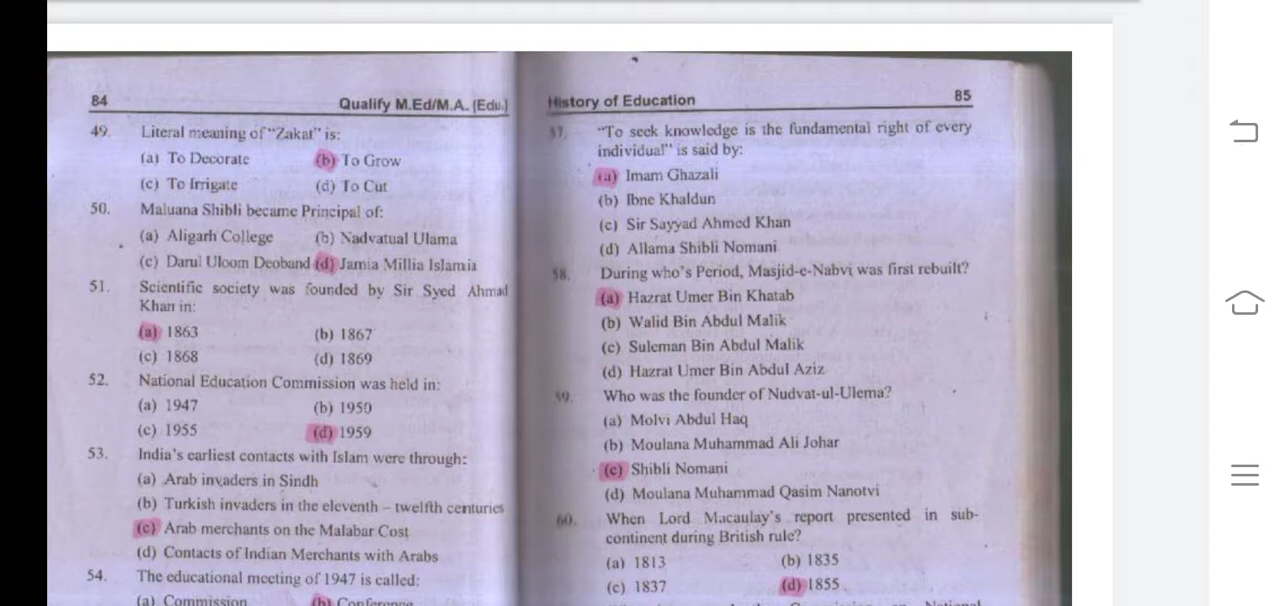 84 Qualify M.Ed/M.A. (Edu.)
49. Literal meaning of "Zakat" is:
(a) To Decorate (b) To Grow
(c) To Irrigate (d) To Cut
50. Maluana Shibli became Principal of:
(a) Aligarh College (b) Nadvatual Ulama
(c) Darul Uloom Deoband (d) Jamia Millia Islamia
51. Scientific society was founded by Sir Syed Ahmad
Khan in:
(a) 1863 (b) 1867
(c) 1868 (d) 1869
52. National Education Commission was held in:
(a) 1947 (b) 1950
(c) 1955 (d) 1959
53. India's earliest contacts with Islam were through:
(a) Arab invaders in Sindh
(b) Turkish invaders in the eleventh – twelfth centuries
(c) Arab merchants on the Malabar Cost
(d) Contacts of Indian Merchants with Arabs
54. The educational meeting of 1947 is called:
(a) Commission (b) Conference
History of Education 85
57. "To seek knowledge is the fundamental right of every
individual" is said by:
(a) Imam Ghazali
(b) Ibne Khaldun
(c) Sir Sayyad Ahmed Khan
(d) Allama Shibli Nomani
58. During who's Period, Masjid-e-Nabvi was first rebuilt?
(a) Hazrat Umer Bin Khatab
(b) Walid Bin Abdul Malik
(c) Suleman Bin Abdul Malik
(d) Hazrat Umer Bin Abdul Aziz
59. Who was the founder of Nudvat-ul-Ulema?
(a) Molvi Abdul Haq
(b) Moulana Muhammad Ali Johar
(c) Shibli Nomani
(d) Moulana Muhammad Qasim Nanotvi
60. When Lord Macaulay's report presented in sub-
continent during British rule?
(a) 1813 (b) 1835
(c) 1837 (d) 1855